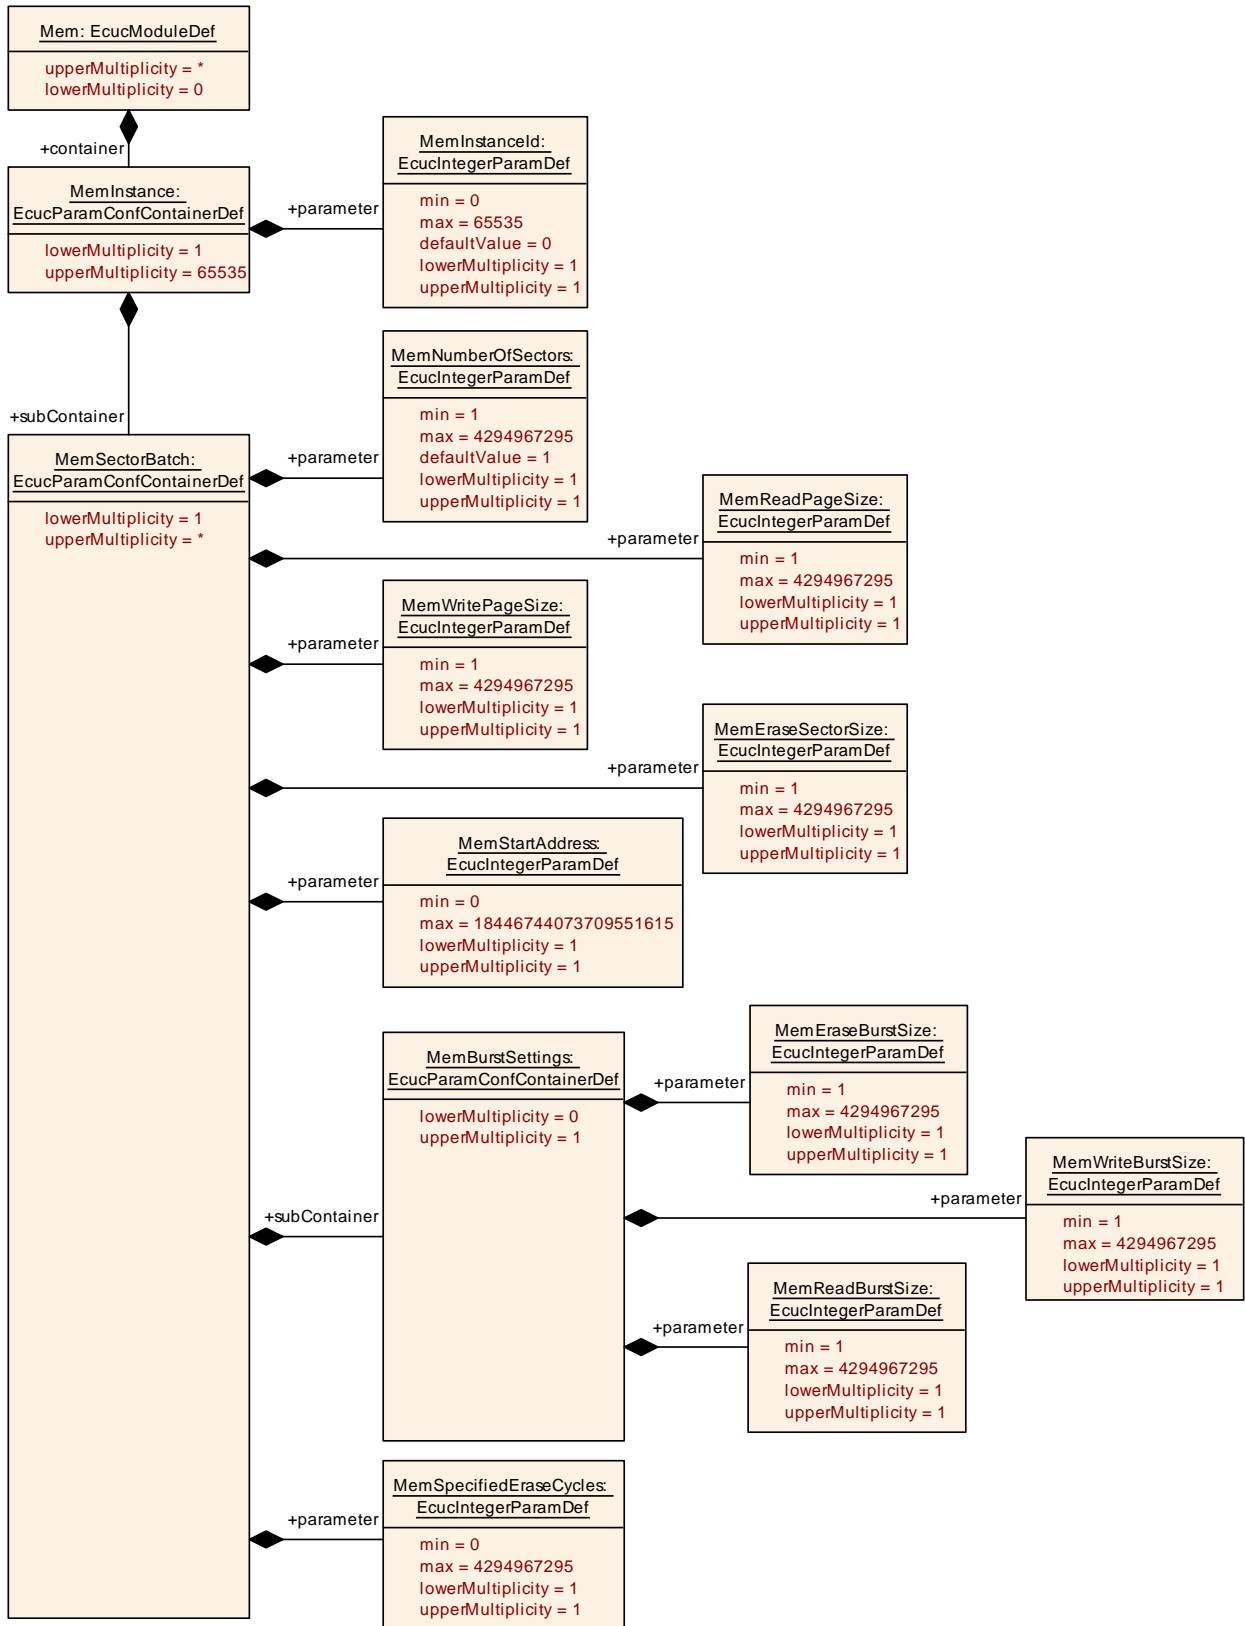 Mem: EcucModuleDef
upperMultiplicity = *
lowerMultiplicity = 0
+container
MemInstance:
EcucParamConfContainerDef
lowerMultiplicity = 1
upperMultiplicity = 65535
+parameter
MemInstanceId:
EcucIntegerParamDef
min = 0
max = 65535
defaultValue = 0
lowerMultiplicity = 1
upperMultiplicity = 1
+subContainer
MemSectorBatch:
EcucParamConfContainerDef
lowerMultiplicity = 1
upperMultiplicity = *
+parameter
MemNumberOfSectors:
EcucIntegerParamDef
min = 1
max = 4294967295
defaultValue = 1
lowerMultiplicity = 1
upperMultiplicity = 1
+parameter
MemReadPageSize:
EcucIntegerParamDef
min = 1
max = 4294967295
lowerMultiplicity = 1
upperMultiplicity = 1
+parameter
MemWritePageSize:
EcucIntegerParamDef
min = 1
max = 4294967295
lowerMultiplicity = 1
upperMultiplicity = 1
+parameter
MemEraseSectorSize:
EcucIntegerParamDef
min = 1
max = 4294967295
lowerMultiplicity = 1
upperMultiplicity = 1
+parameter
MemStartAddress:
EcucIntegerParamDef
min = 0
max = 18446744073709551615
lowerMultiplicity = 1
upperMultiplicity = 1
+subContainer
MemBurstSettings:
EcucParamConfContainerDef
lowerMultiplicity = 0
upperMultiplicity = 1
+parameter
MemEraseBurstSize:
EcucIntegerParamDef
min = 1
max = 4294967295
lowerMultiplicity = 1
upperMultiplicity = 1
+parameter
MemWriteBurstSize:
EcucIntegerParamDef
min = 1
max = 4294967295
lowerMultiplicity = 1
upperMultiplicity = 1
+parameter
MemReadBurstSize:
EcucIntegerParamDef
min = 1
max = 4294967295
lowerMultiplicity = 1
upperMultiplicity = 1
+parameter
MemSpecifiedEraseCycles:
EcucIntegerParamDef
min = 0
max = 4294967295
lowerMultiplicity = 1
upperMultiplicity = 1